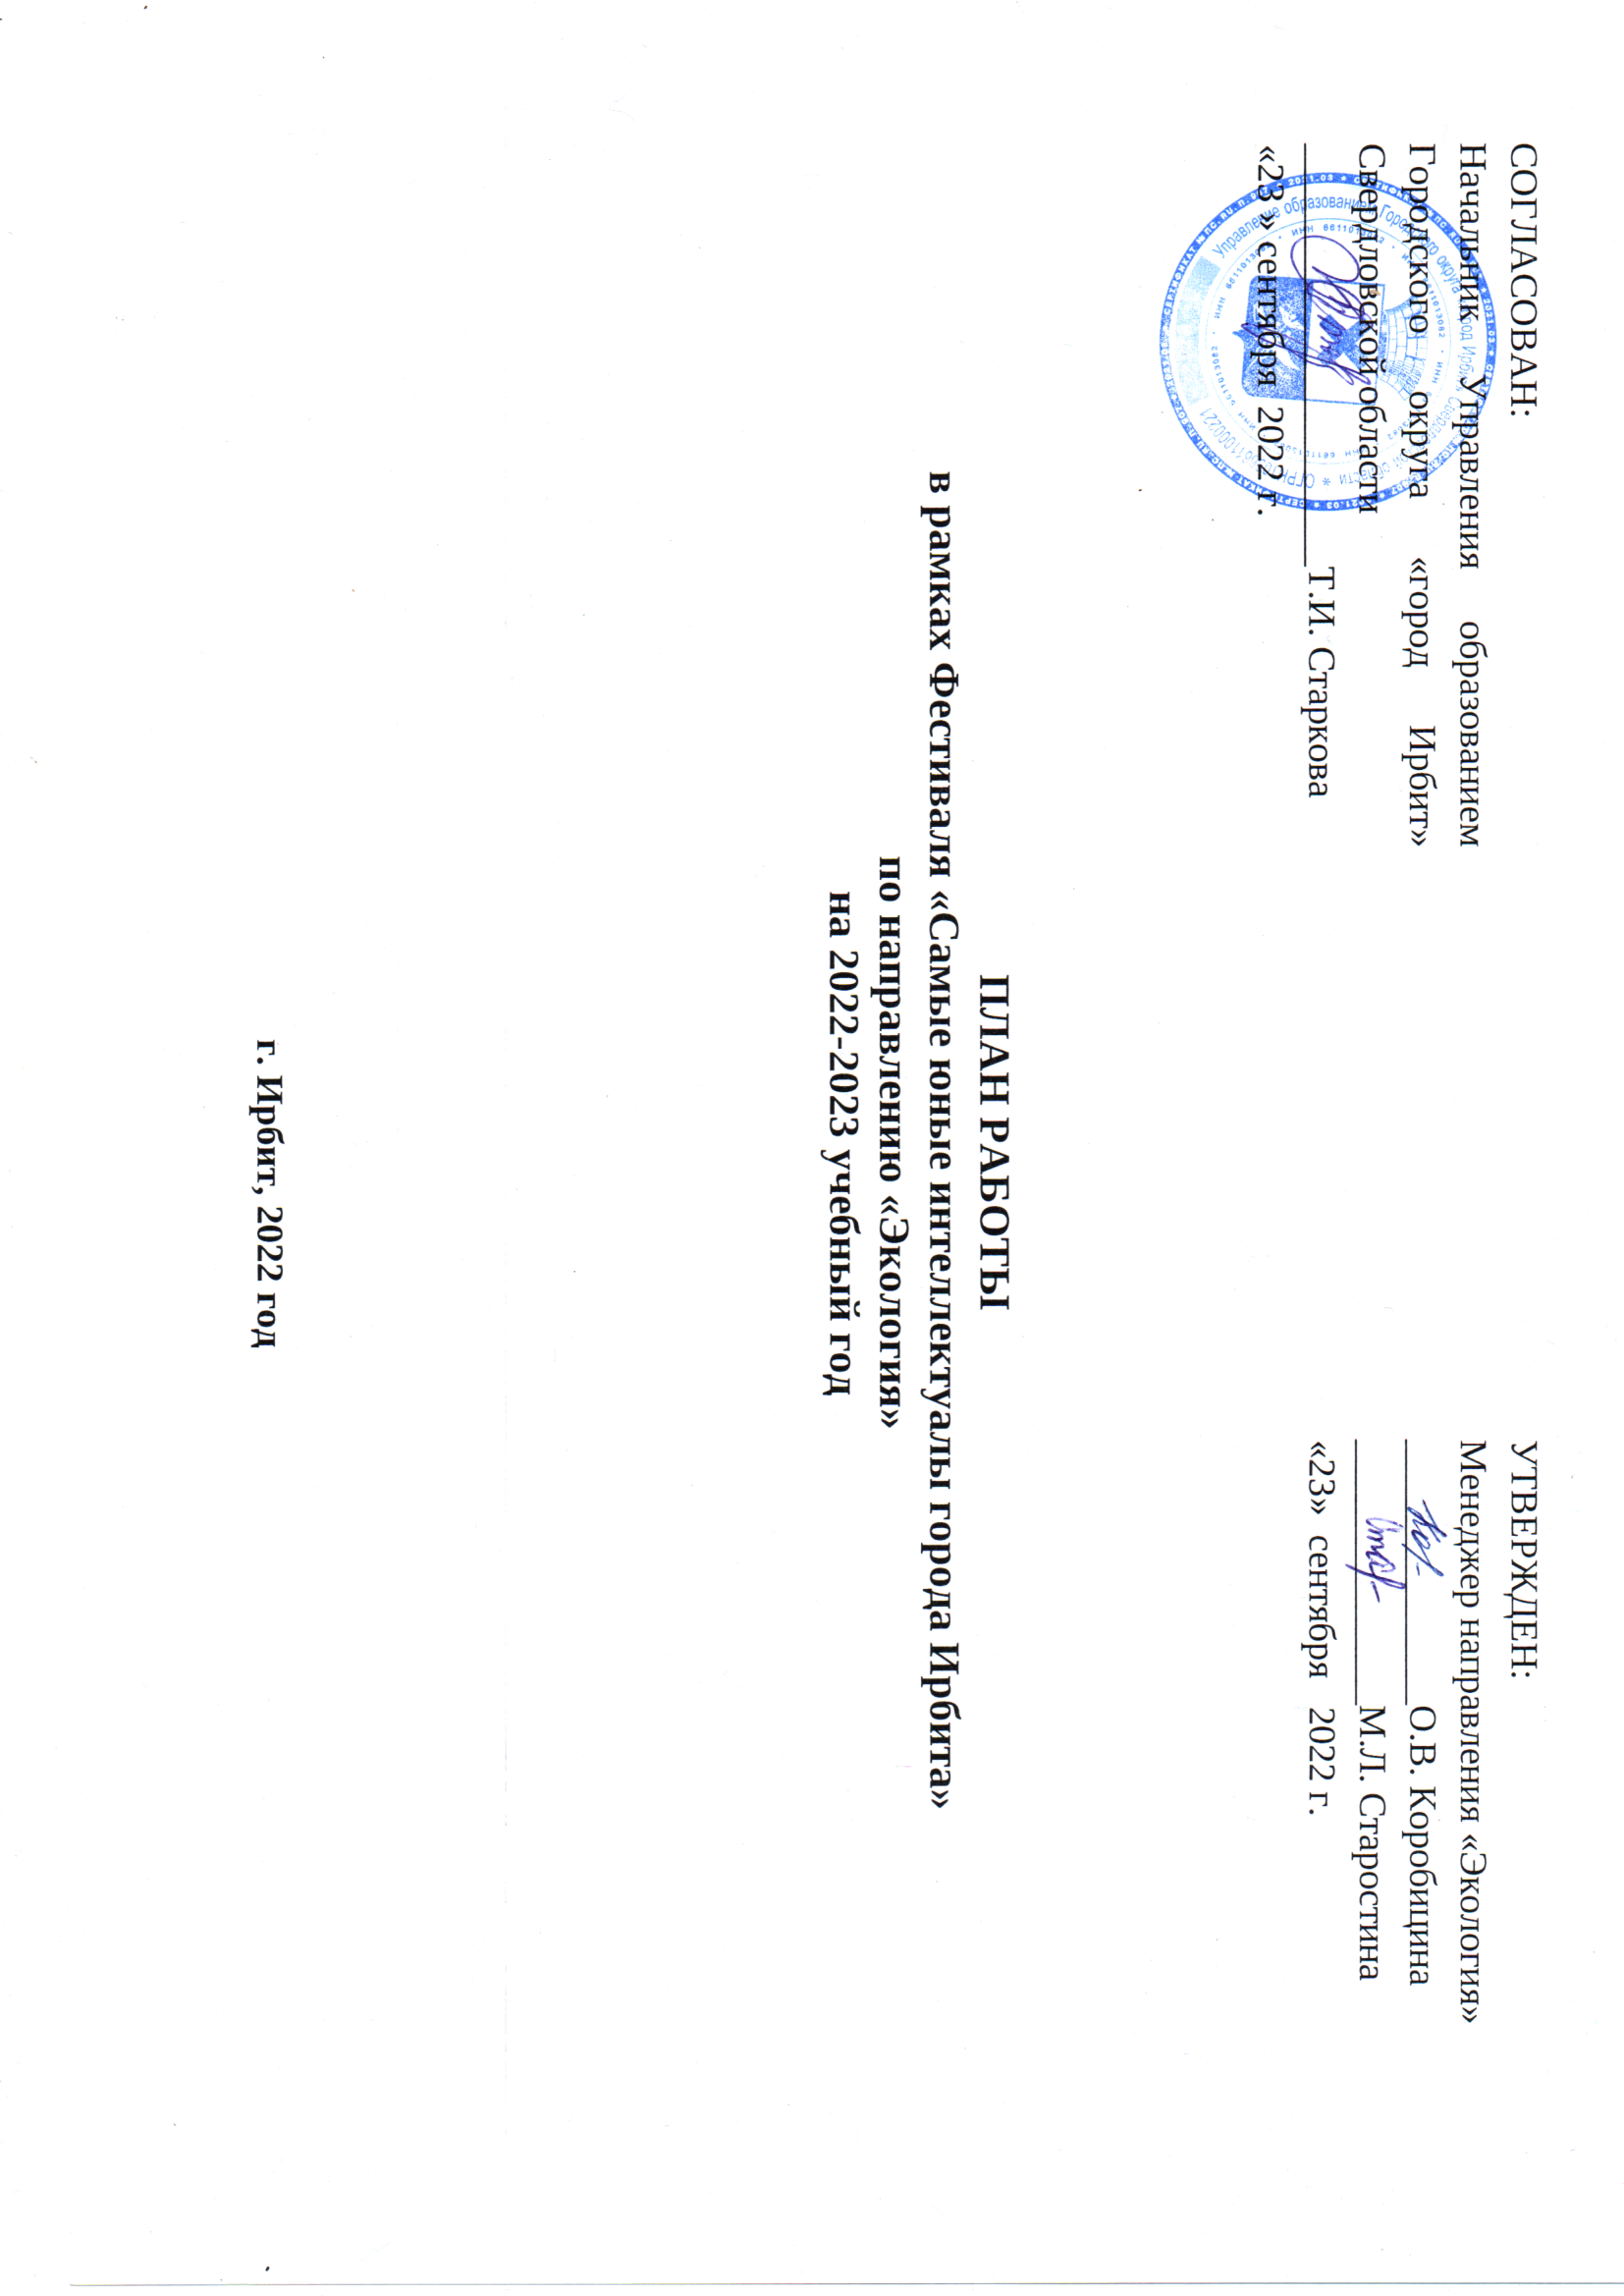 СОГЛАСОВАН:
Начальник Управления образованием
Городского округа «город Ирбит»
Свердловской области
Т.И. Старкова
«23» сентября 2022 г.
УТВЕРЖДЕН:
Менеджер направления «Экология»
О.В. Коробицина
М.Л. Старостина
«23» сентября 2022 г.
ПЛАН РАБОТЫ
в рамках Фестиваля «Самые юные интеллектуалы города Ирбита»
по направлению «Экология»
на 2022-2023 учебный год
г. Ирбит, 2022 год